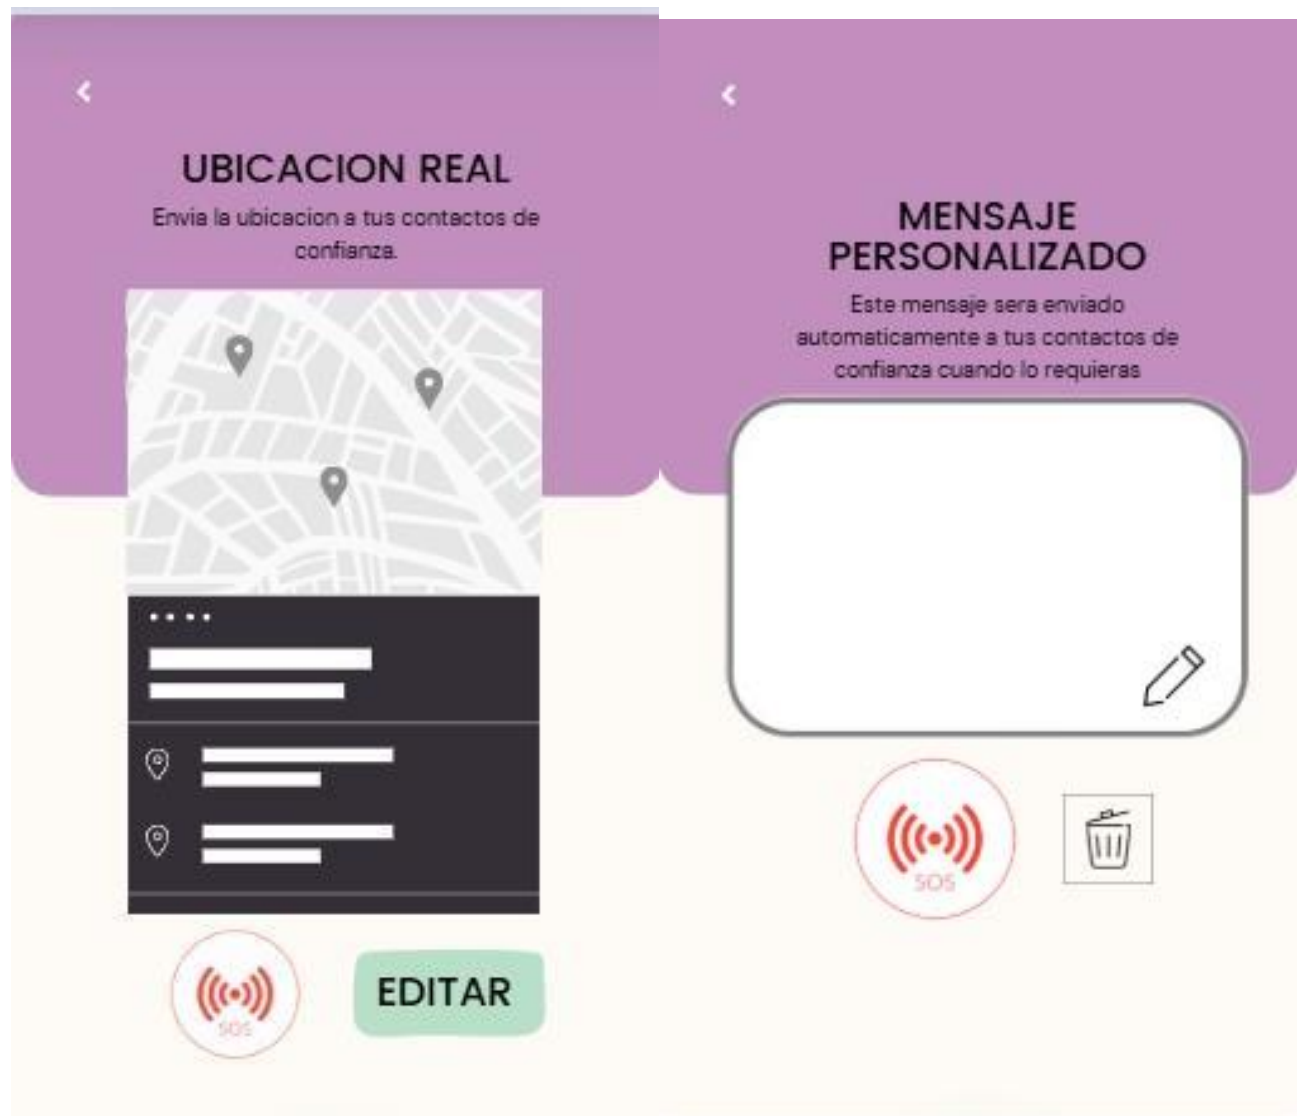 UBICACION REAL
Envia la ubicacion a tus contactos de
confianza.
SOS
EDITAR
MENSAJE
PERSONALIZADO
Este mensaje sera enviado
automaticamente a tus contactos de
confianza cuando lo requieras
SOS